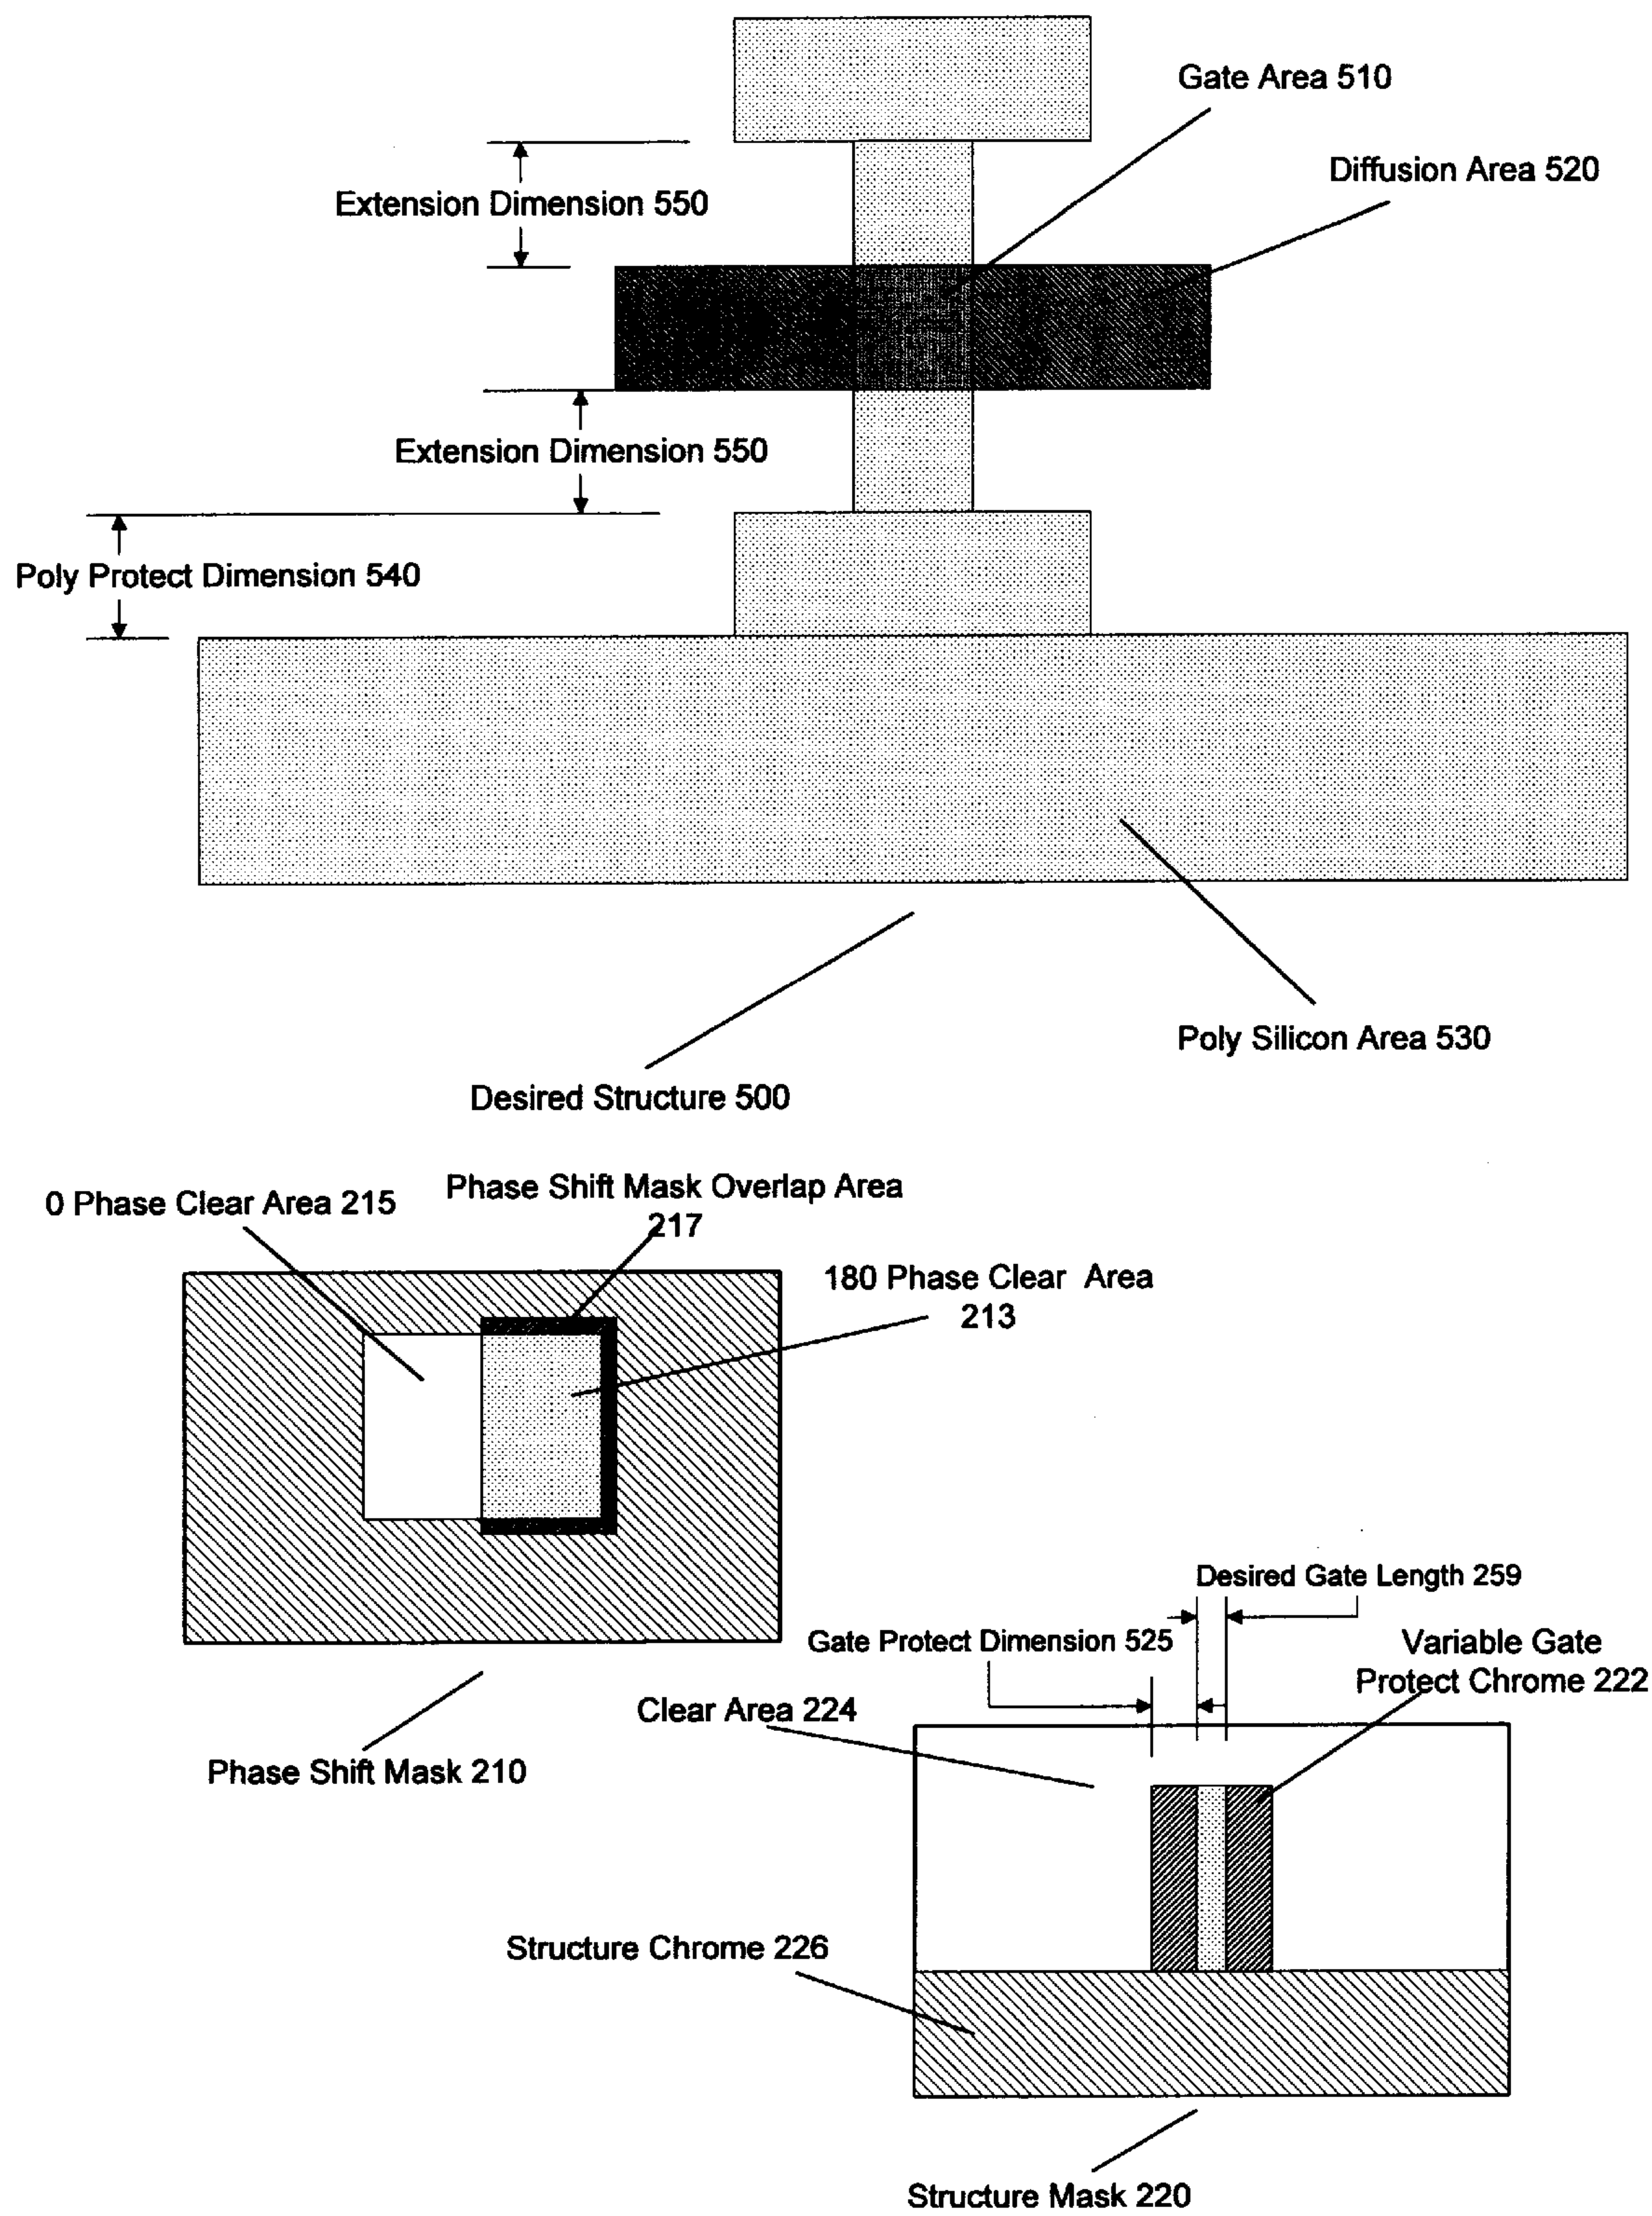 Gate Area 510
Diffusion Area 520
Extension Dimension 550
Extension Dimension 550
Poly Protect Dimension 540
Poly Silicon Area 530
Desired Structure 500
0 Phase Clear Area 215
Phase Shift Mask Overlap Area
217
180 Phase Clear Area
213
Phase Shift Mask 210
Desired Gate Length 259
Gate Protect Dimension 525
Variable Gate
Protect Chrome 222
Clear Area 224
Structure Chrome 226
Structure Mask 220